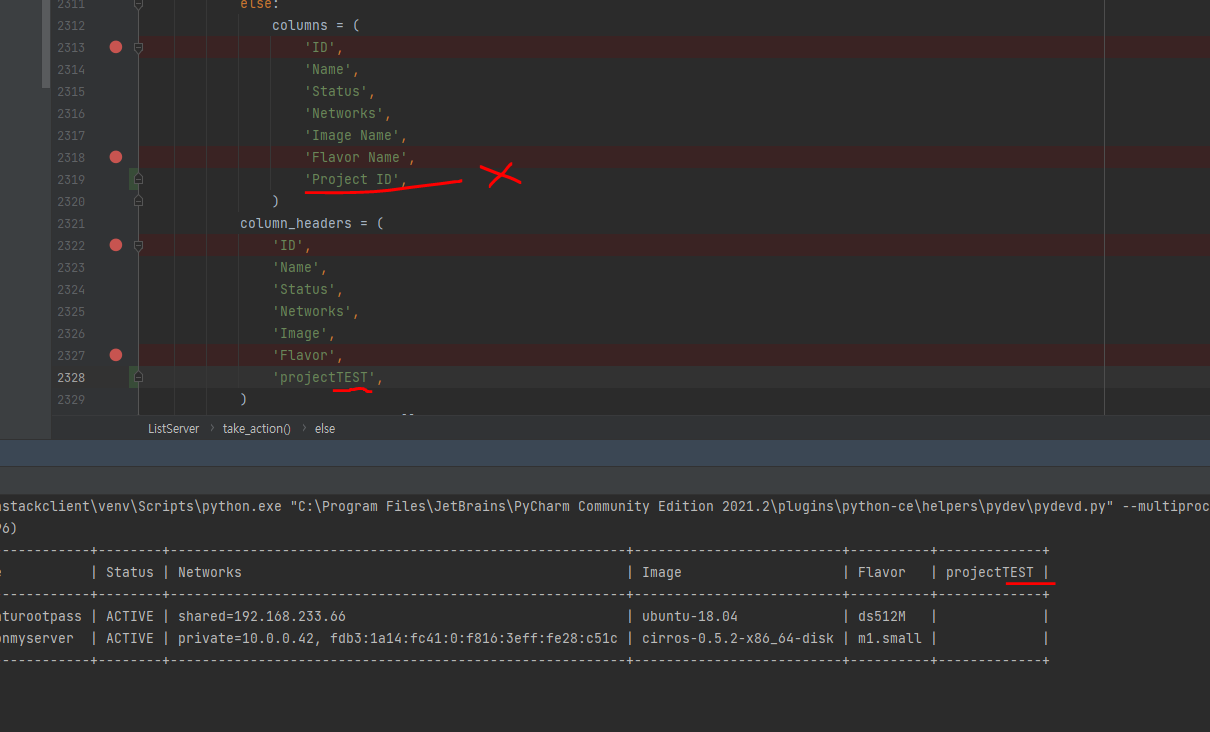 2311 else:
2312 columns = (
2313 'ID',
2314 'Name',
2315 'Status',
2316 'Networks',
2317 'Image Name',
2318 'Flavor Name',
2319 'Project ID',
2320 )
2321 column_headers = (
2322 'ID',
2323 'Name',
2324 'Status',
2325 'Networks',
2326 'Image',
2327 'Flavor',
2328 'projectTEST',
2329 )
ListServer > take_action() > else
nstackclient\venv\Scripts\python.exe "C:\Program Files\JetBrains\PyCharm Community Edition 2021.2\plugins\python-ce\helpers\pydev\pydevd.py" --multiproc
96)
------------+--------+----------------------------------------------------------+--------------------------+----------+-------------+
| Status | Networks | Image | Flavor | projectTEST |
------------+--------+----------------------------------------------------------+--------------------------+----------+-------------+
turootpass | ACTIVE | shared=192.168.233.66 | ubuntu-18.04 | ds512M | |
nmyserver | ACTIVE | private=10.0.0.42, fdb3:1a14:fc41:0:f816:3eff:fe28:c51c | cirros-0.5.2-x86_64-disk | m1.small | |
------------+--------+----------------------------------------------------------+--------------------------+----------+-------------+